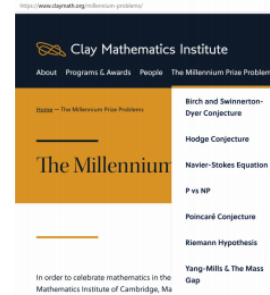 https://www.claymath.org/millennium-problems/
Clay Mathematics Institute
About Programs & Awards People The Millennium Prize Problem
Home — The Millennium Prize Problems
The Millennium
Birch and Swinnerton-
Dyer Conjecture
Hodge Conjecture
Navier-Stokes Equation
P vs NP
Poincaré Conjecture
Riemann Hypothesis
Yang-Mills & The Mass
Gap
In order to celebrate mathematics in the
Mathematics Institute of Cambridge, Ma